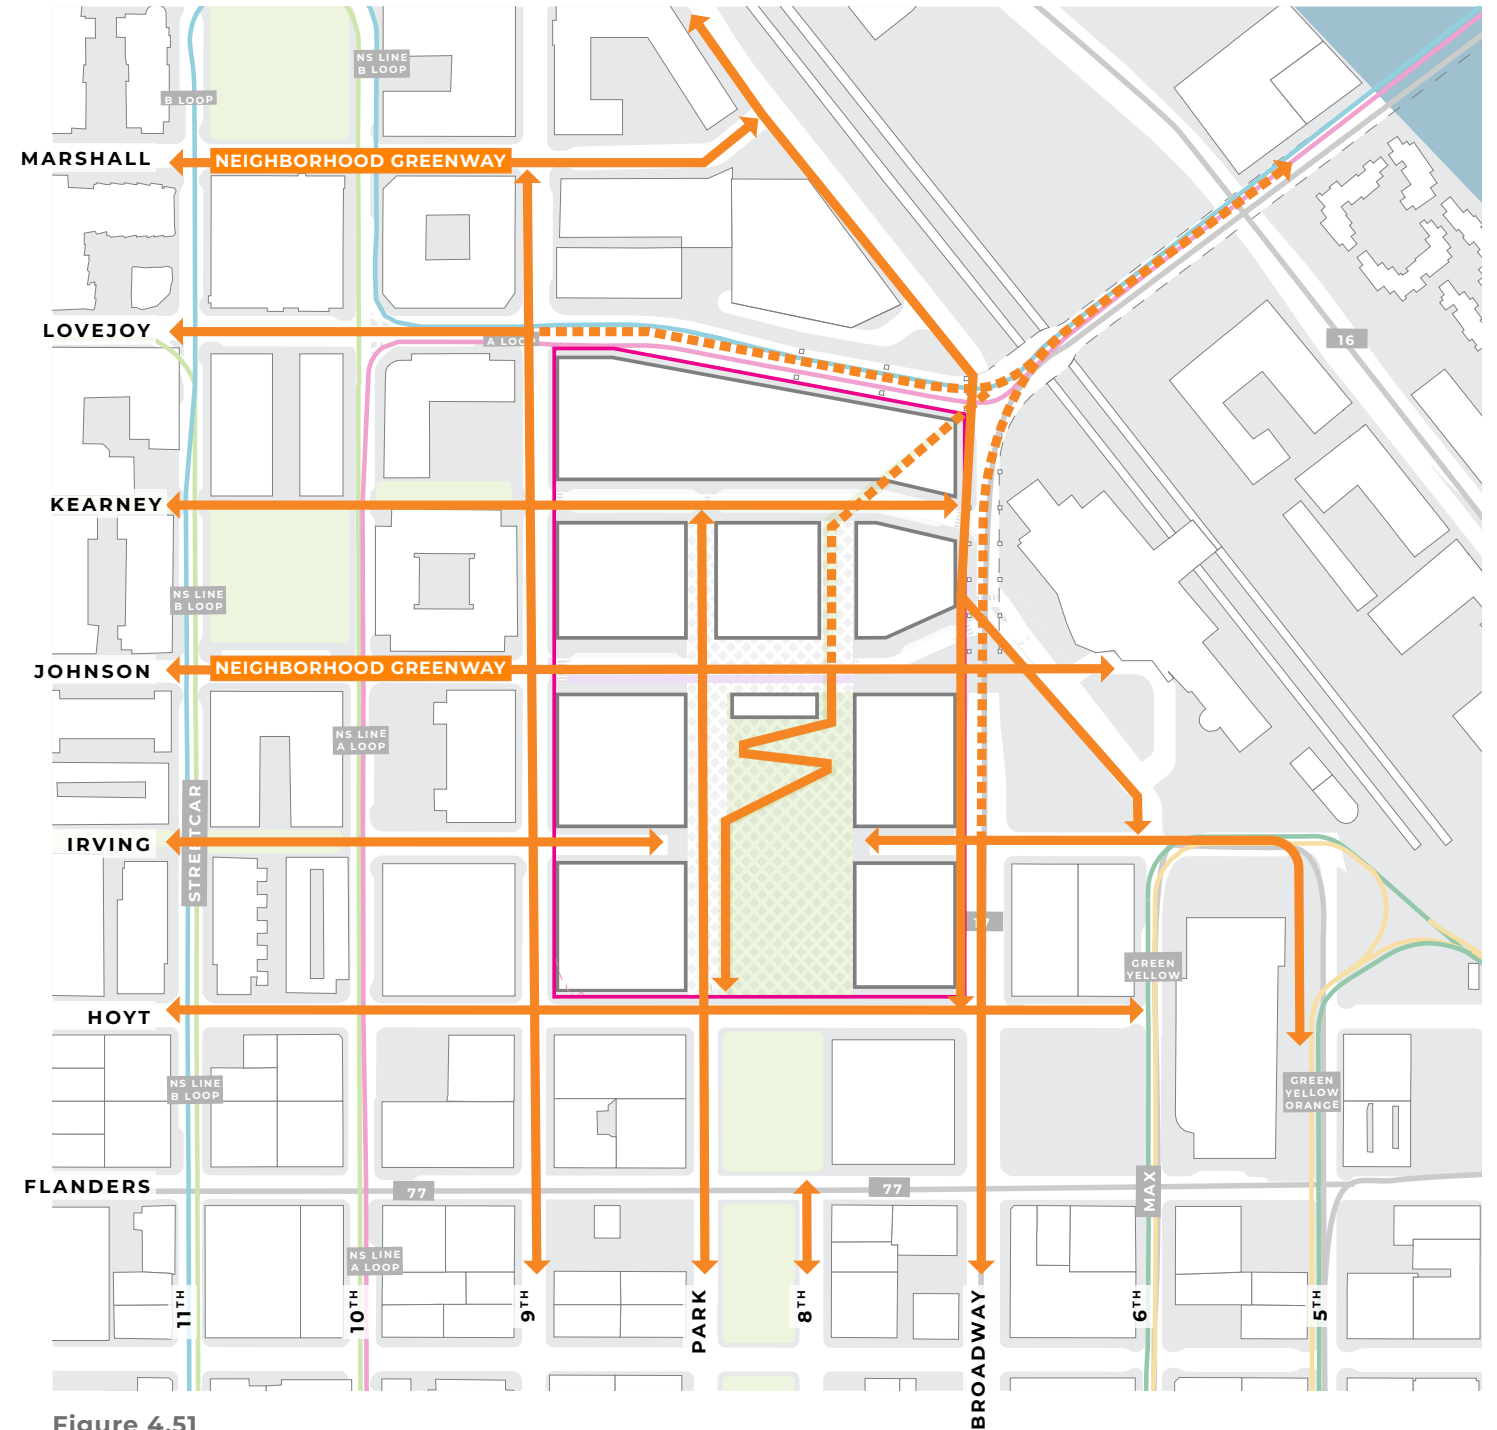 NS LINE
B LOOP
B LOOP
MARSHALL
NEIGHBORHOOD GREENWAY
LOVEJOY
A LOOP
16
KEARNEY
NS LINE
B LOOP
JOHNSON
NEIGHBORHOOD GREENWAY
NS LINE
A LOOP
STREETCAR
IRVING
17
GREEN
YELLOW
HOYT
NS LINE
B LOOP
GREEN
YELLOW
ORANGE
FLANDERS
77
77
MAX
NS LINE
A LOOP
11TH
10TH
9TH
PARK
8TH
BROADWAY
6TH
5TH
Figure 4.51